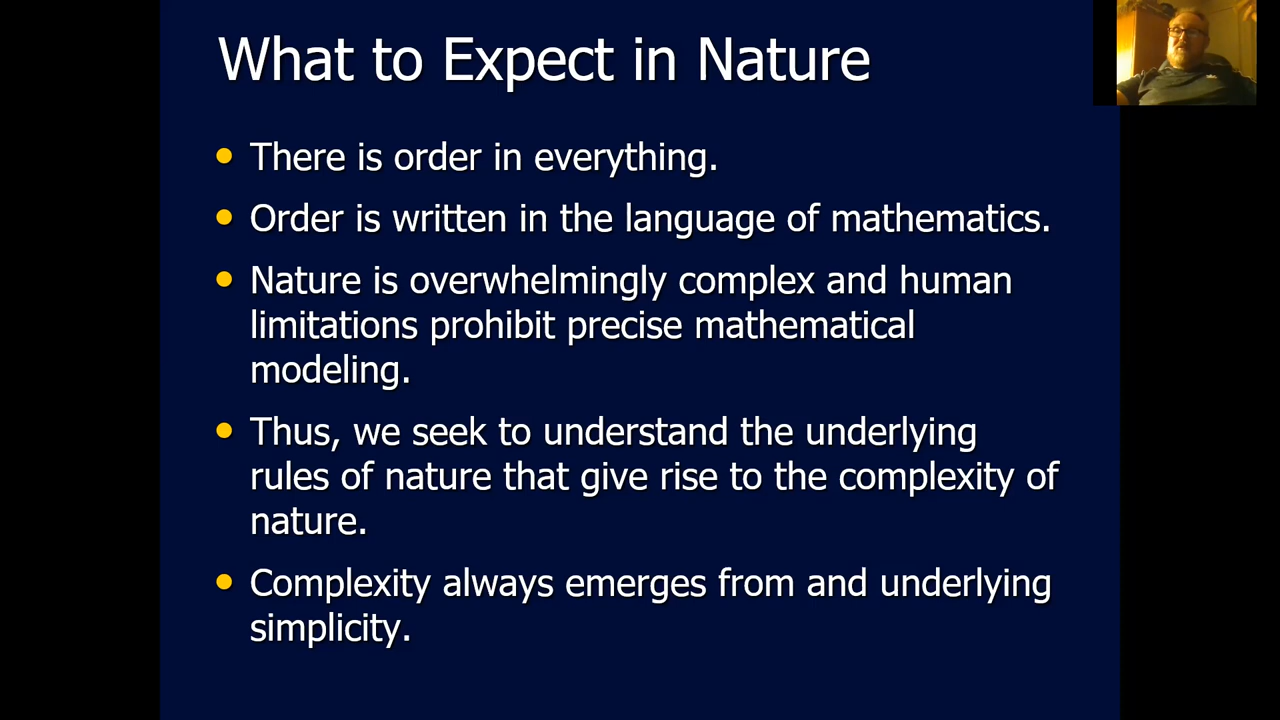 What to Expect in Nature
There is order in everything.
Order is written in the language of mathematics.
Nature is overwhelmingly complex and human
limitations prohibit precise mathematical
modeling.
Thus, we seek to understand the underlying
rules of nature that give rise to the complexity of
nature.
Complexity always emerges from and underlying
simplicity.